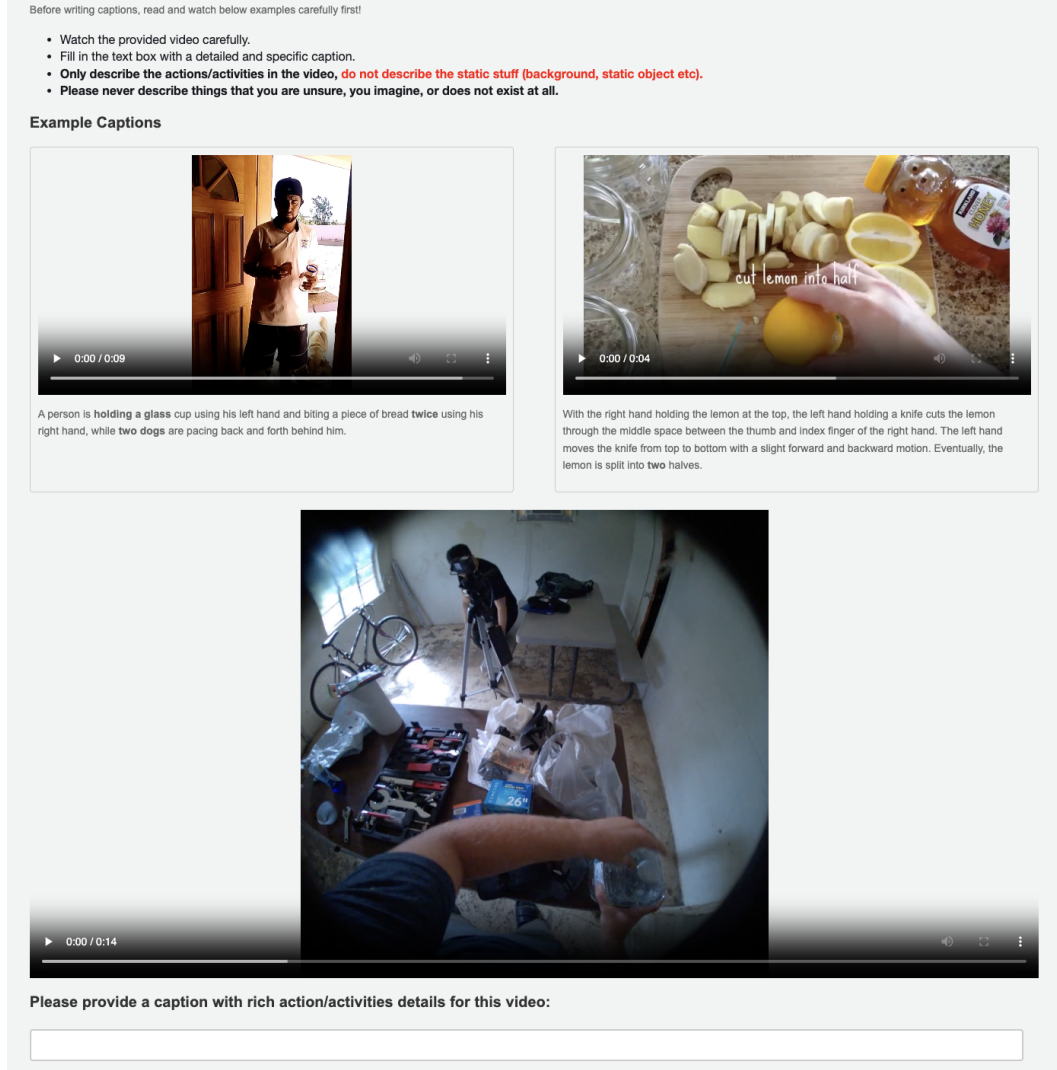 Before writing captions, read and watch below examples carefully first!
Watch the provided video carefully.
Fill in the text box with a detailed and specific caption.
Only describe the actions/activities in the video, do not describe the static stuff (background, static object etc).
Please never describe things that you are unsure, you imagine, or does not exist at all.
Example Captions
cut lemon into half
KIRKLAND
HONEY
0:00 / 0:09
0:00 / 0:04
A person is holding a glass cup using his left hand and biting a piece of bread twice using his
right hand, while two dogs are pacing back and forth behind him.
With the right hand holding the lemon at the top, the left hand holding a knife cuts the lemon
through the middle space between the thumb and index finger of the right hand. The left hand
moves the knife from top to bottom with a slight forward and backward motion. Eventually, the
lemon is split into two halves.
26"
0:00 / 0:14
Please provide a caption with rich action/activities details for this video: